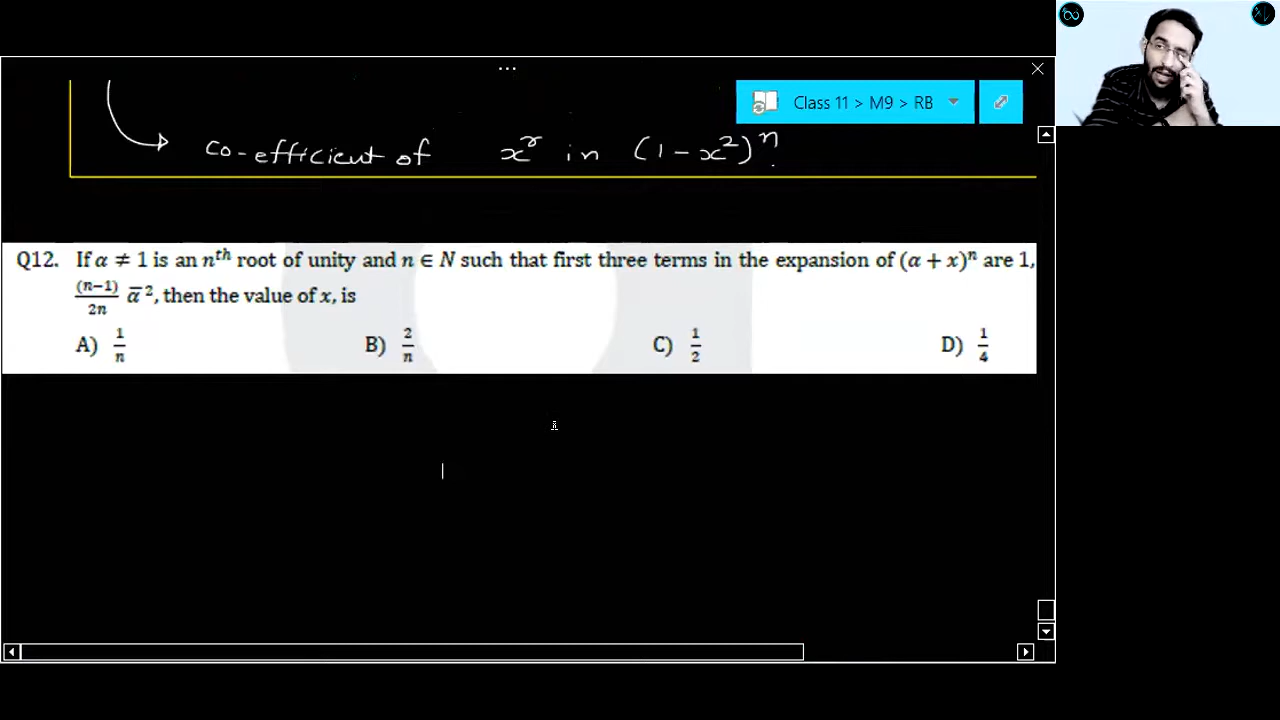 Class 11 > M9 > RB
co-efficient of x^r in (1-x^2)^n.
Q12. If α ≠ 1 is an n^th root of unity and n ∈ N such that first three terms in the expansion of (α + x)^n are 1,
(n−1)/2n ᾱ^2, then the value of x, is
A) 1/n B) 2/n C) 1/2 D) 1/4